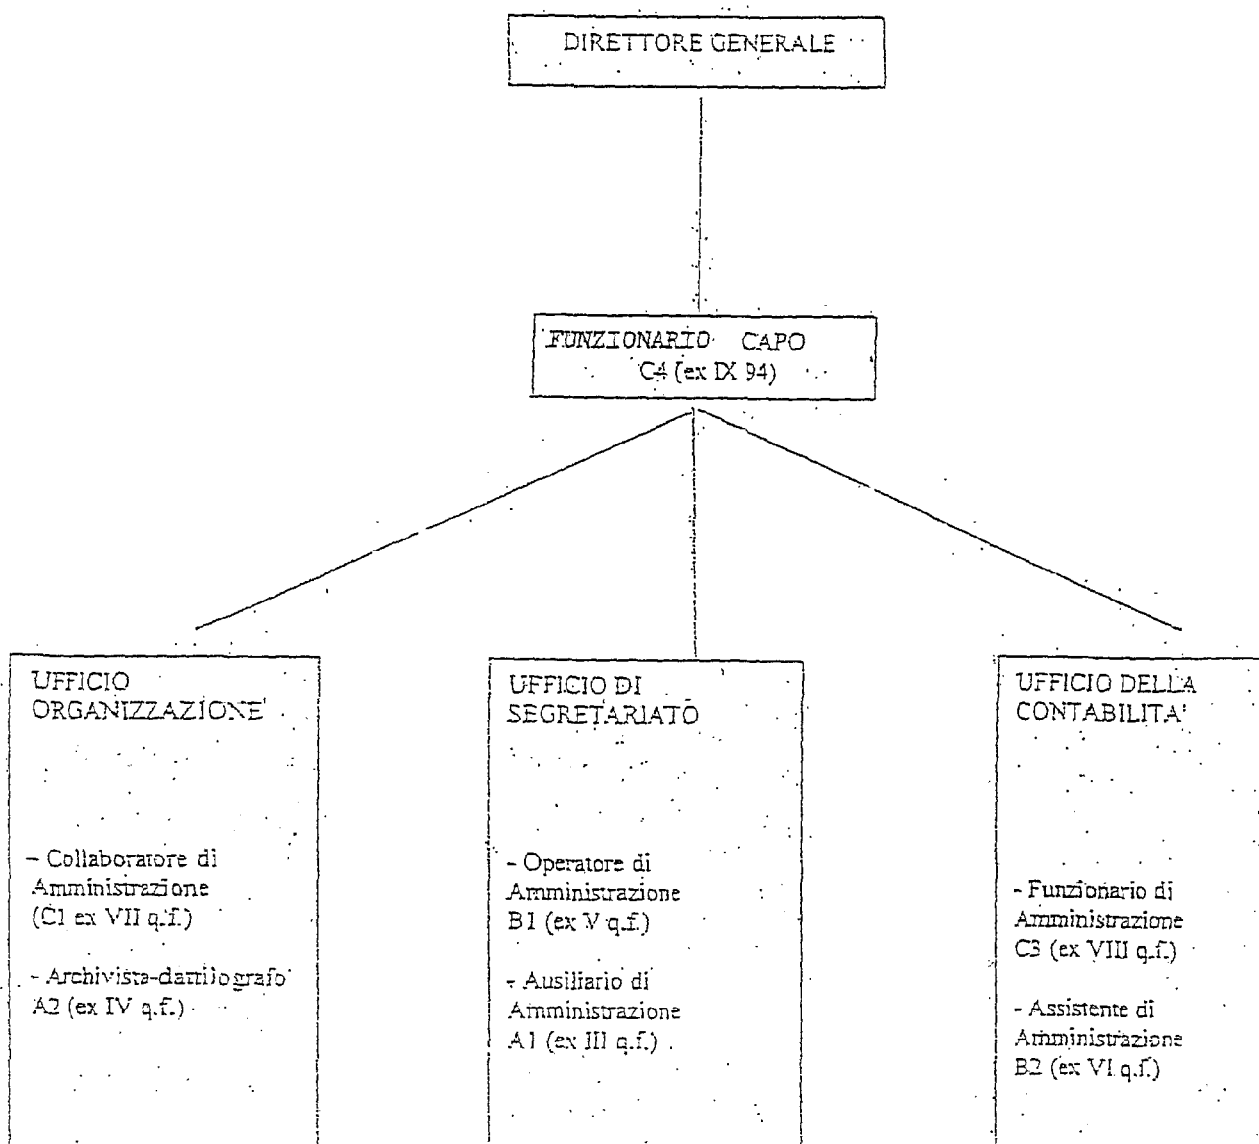 DIRETTORE GENERALE
FUNZIONARIO CAPO
C4 (ex IX 94)
UFFICIO
ORGANIZZAZIONE
- Collaboratore di
Amministrazione
(C1 ex VII q.f.)
- Archivista-dattilografo
A2 (ex IV q.f.)
UFFICIO DI
SEGRETARIATO
- Operatore di
Amministrazione
B1 (ex V q.f.)
- Ausiliario di
Amministrazione
A1 (ex III q.f.)
UFFICIO DELLA
CONTABILITA'
- Funzionario di
Amministrazione
C3 (ex VIII q.f.)
- Assistente di
Amministrazione
B2 (ex VI q.f.)